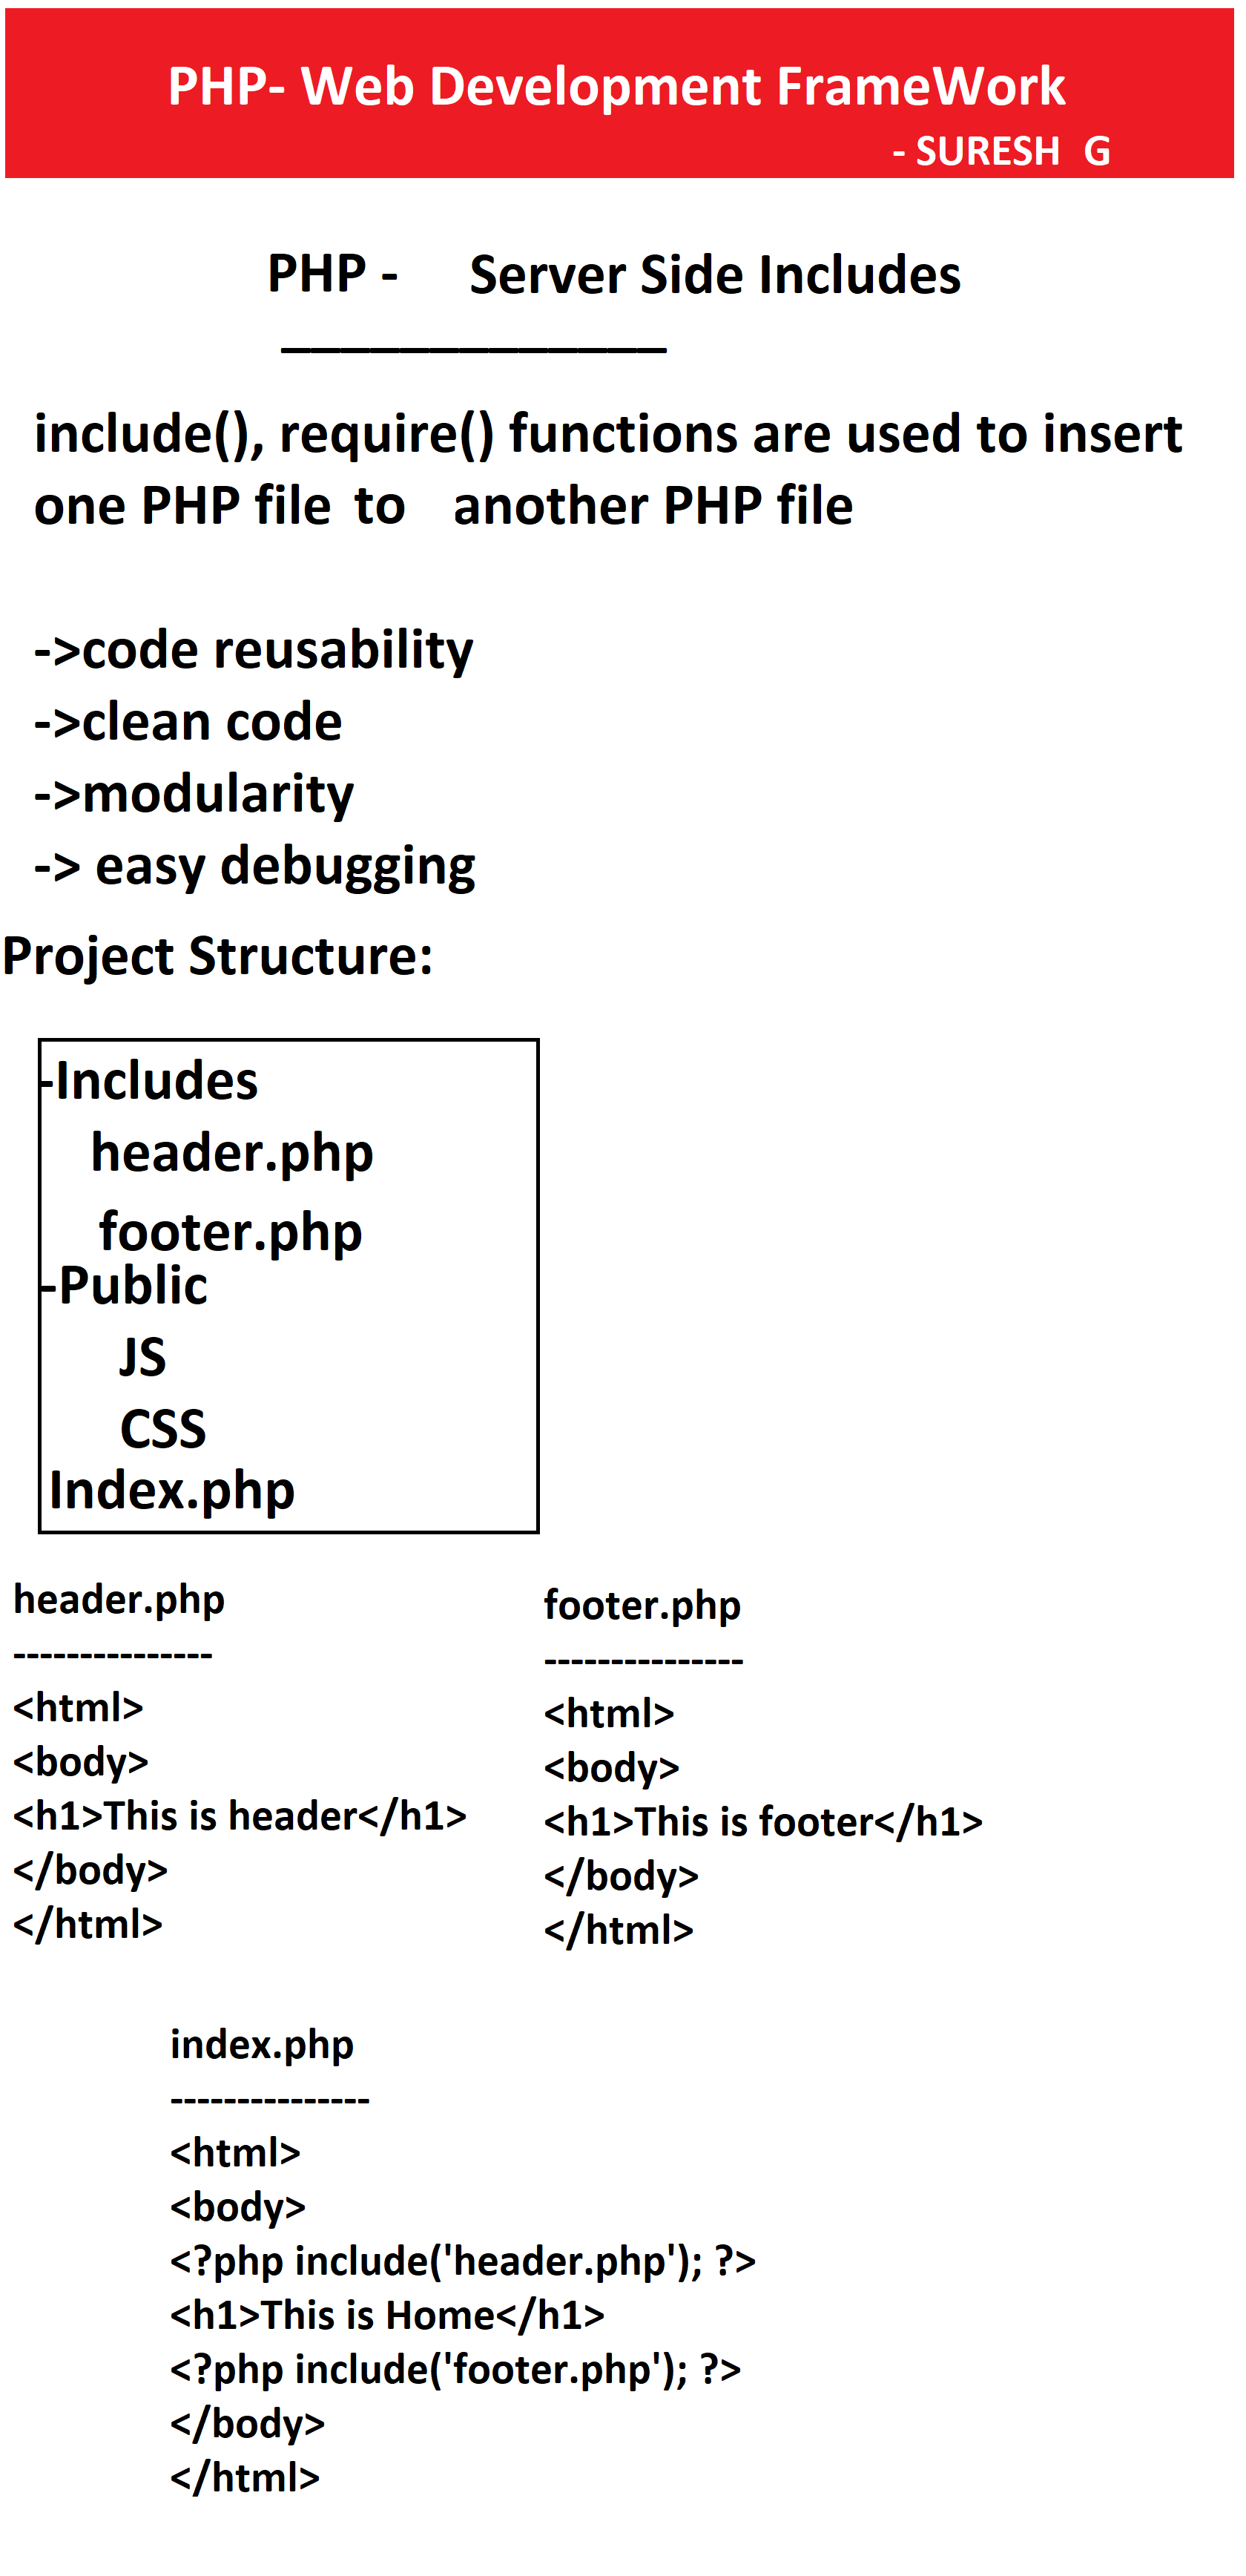 PHP- Web Development FrameWork
- SURESH  G
PHP -    Server Side Includes
_____________
include(), require() functions are used to insert
one PHP file  to   another PHP file
->code reusability
->clean code
->modularity
-> easy debugging
Project Structure:
-Includes
header.php
footer.php
-Public
JS
CSS
Index.php
header.php
---------------
<html>
<body>
<h1>This is header</h1>
</body>
</html>
footer.php
---------------
<html>
<body>
<h1>This is footer</h1>
</body>
</html>
index.php
---------------
<html>
<body>
<?php include('header.php'); ?>
<h1>This is Home</h1>
<?php include('footer.php'); ?>
</body>
</html>